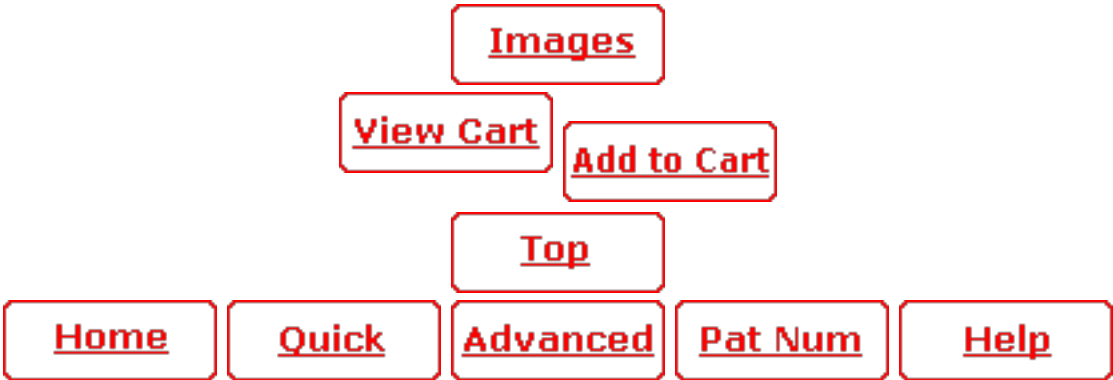 Images
View Cart
Add to Cart
Top
Home Quick Advanced Pat Num Help